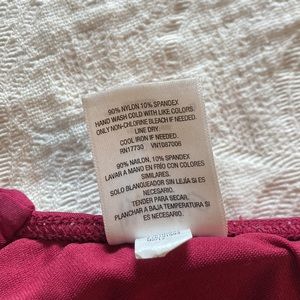 90% NYLON, 10% SPANDEX
HAND WASH COLD WITH LIKE COLORS.
ONLY NON-CHLORINE BLEACH IF NEEDED.
LINE DRY.
COOL IRON IF NEEDED.
RN17730 VN1087006
90% NAILON, 10% SPANDEX
LAVAR A MANO EN FRÍO CON COLORES
SIMILARES.
SOLO BLANQUEADOR SIN LEJÍA SI ES
NECESARIO.
TENDER PARA SECAR.
PLANCHAR A BAJA TEMPERATURA SI ES
NECESARIO.